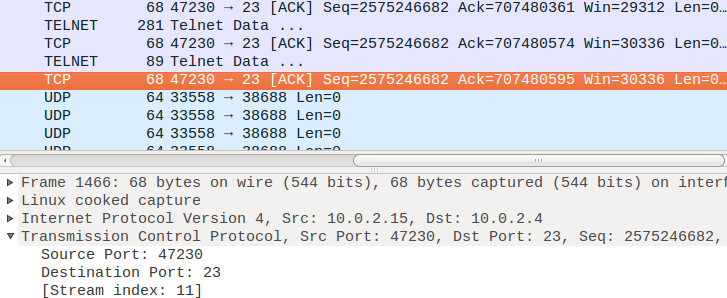 TCP 68 47230 → 23 [ACK] Seq=2575246682 Ack=707480361 Win=29312 Len=0…
TELNET 281 Telnet Data ...
TCP 68 47230 → 23 [ACK] Seq=2575246682 Ack=707480574 Win=30336 Len=0…
TELNET 89 Telnet Data ...
TCP 68 47230 → 23 [ACK] Seq=2575246682 Ack=707480595 Win=30336 Len=0…
UDP 64 33558 → 38688 Len=0
UDP 64 33558 → 38688 Len=0
UDP 64 33558 → 38688 Len=0
UDP 64 33558 → 38688 Len=0
Frame 1466: 68 bytes on wire (544 bits), 68 bytes captured (544 bits) on interf
Linux cooked capture
Internet Protocol Version 4, Src: 10.0.2.15, Dst: 10.0.2.4
Transmission Control Protocol, Src Port: 47230, Dst Port: 23, Seq: 2575246682,
Source Port: 47230
Destination Port: 23
[Stream index: 11]